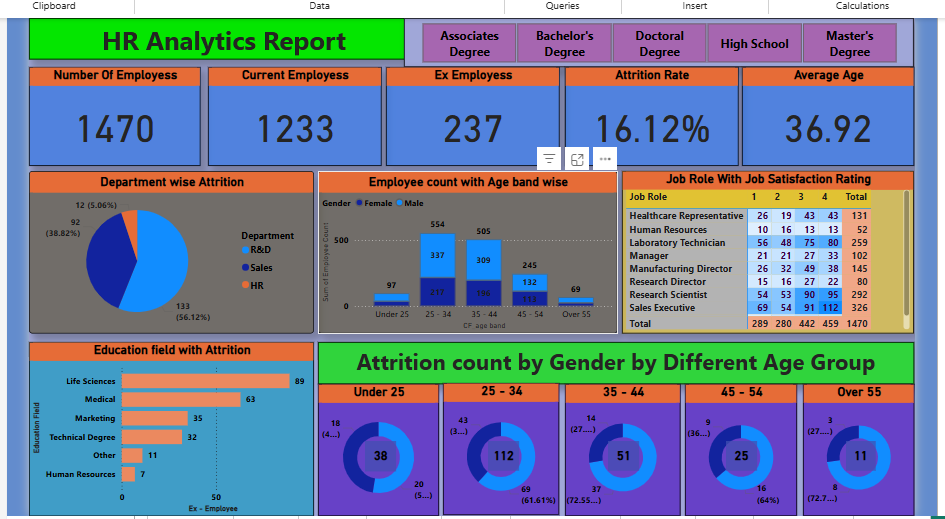 Clipboard
Data
Queries
Insert
Calculations
HR Analytics Report
Associates
Degree
Bachelor's
Degree
Doctoral
Degree
High School
Master's
Degree
Number Of Employess
1470
Current Employess
1233
Ex Employess
237
Attrition Rate
16.12%
Average Age
36.92
Department wise Attrition
12 (5.06%)
92
(38.82%)
133
(56.12%)
Department
R&D
Sales
HR
Employee count with Age band wise
Gender Female Male
Sum of Employee Count
500
0
97
554
337
217
505
309
196
245
132
113
69
Under 25
25 - 34
35 - 44
45 - 54
Over 55
CF_age band
Job Role With Job Satisfaction Rating
Job Role 1 2 3 4 Total
Healthcare Representative 26 19 43 43 131
Human Resources 10 16 13 13 52
Laboratory Technician 56 48 75 80 259
Manager 21 21 27 33 102
Manufacturing Director 26 32 49 38 145
Research Director 15 16 27 22 80
Research Scientist 54 53 90 95 292
Sales Executive 69 54 91 112 326
Total 289 280 442 459 1470
Education field with Attrition
Education Field
Life Sciences 89
Medical 63
Marketing 35
Technical Degree 32
Other 11
Human Resources 7
0
50
Ex - Employee
Attrition count by Gender by Different Age Group
Under 25
18
(4...)
38
20
(5...)
25 - 34
43
(3...)
112
69
(61.61%)
35 - 44
14
(27....)
51
37
(72.55...)
45 - 54
9
(36...)
25
16
(64%)
Over 55
3
(27....)
11
8
(72.7...)